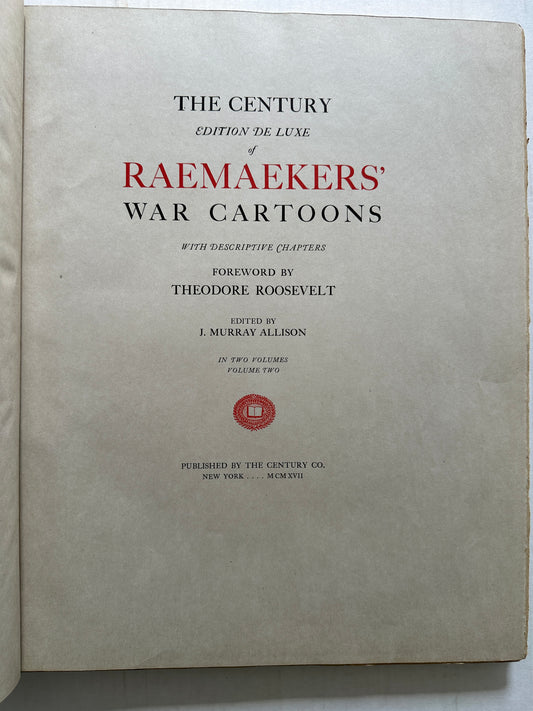 THE CENTURY
EDITION DE LUXE
of
RAEMAEKERS'
WAR CARTOONS
WITH DESCRIPTIVE CHAPTERS
FOREWORD BY
THEODORE ROOSEVELT
EDITED BY
J. MURRAY ALLISON
IN TWO VOLUMES
VOLUME TWO
PUBLISHED BY THE CENTURY CO.
NEW YORK .... MCMXVII